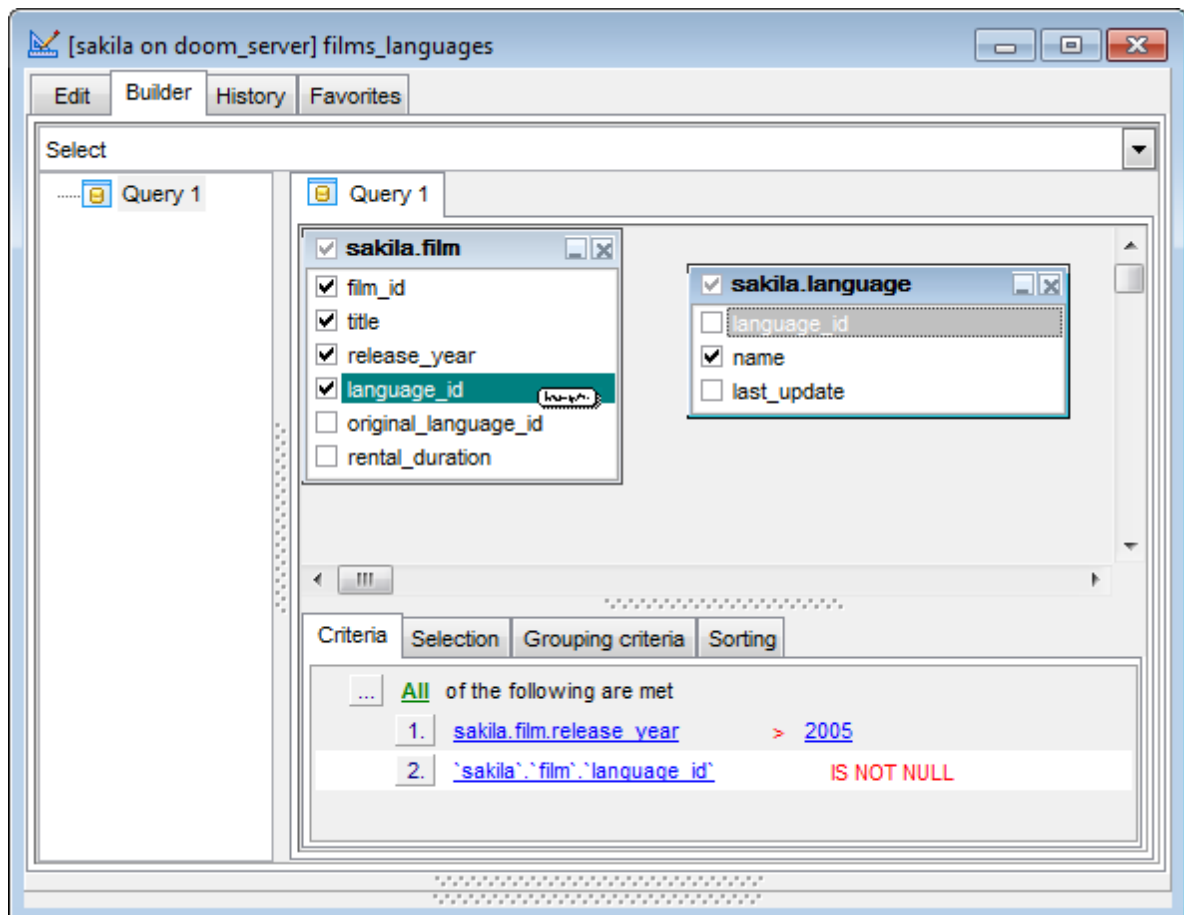 [sakila on doom_server] films_languages
Edit Builder History Favorites
Select
Query 1
Query 1
sakila.film
film_id
title
release_year
language_id
original_language_id
rental_duration
sakila.language
language_id
name
last_update
Criteria Selection Grouping criteria Sorting
... All of the following are met
1. sakila.film.release_year > 2005
2. `sakila`.`film`.`language_id` IS NOT NULL